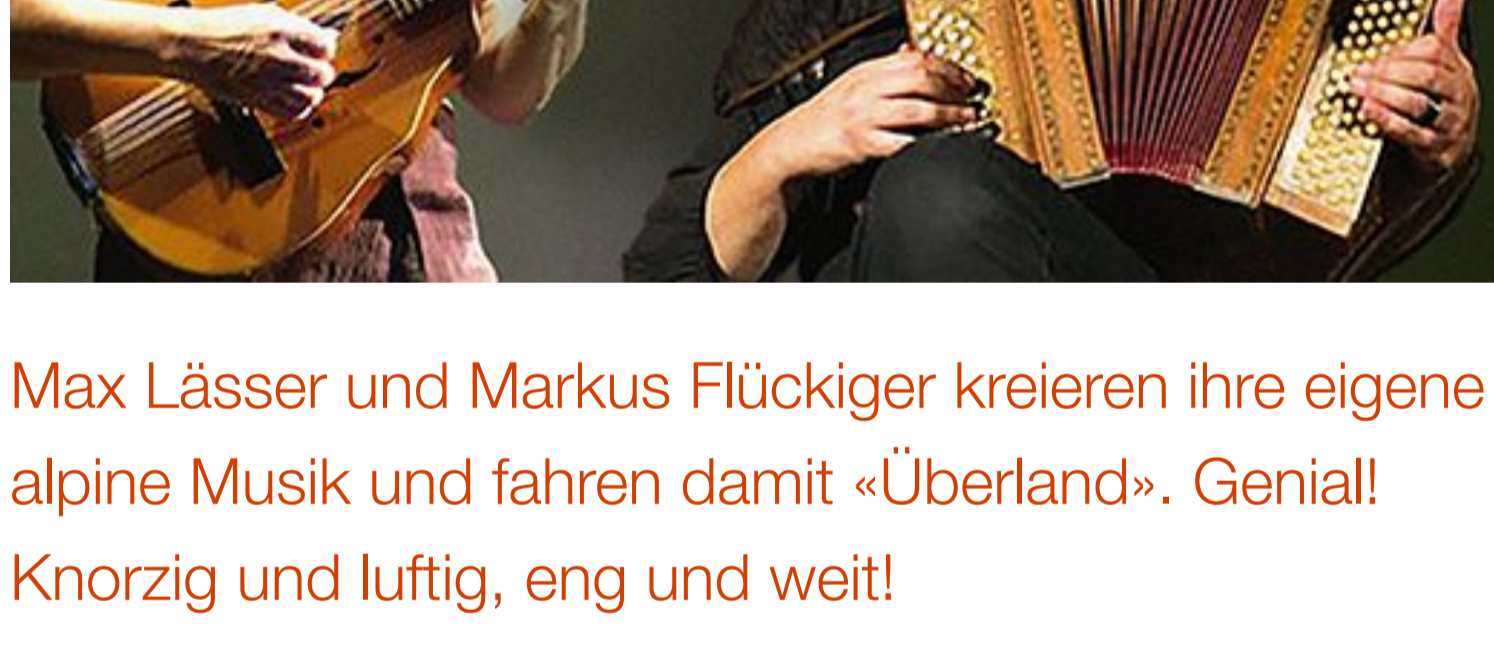 Max Lässer und Markus Flückiger kreieren ihre eigene
alpine Musik und fahren damit «Überland». Genial!
Knorzig und luftig, eng und weit!